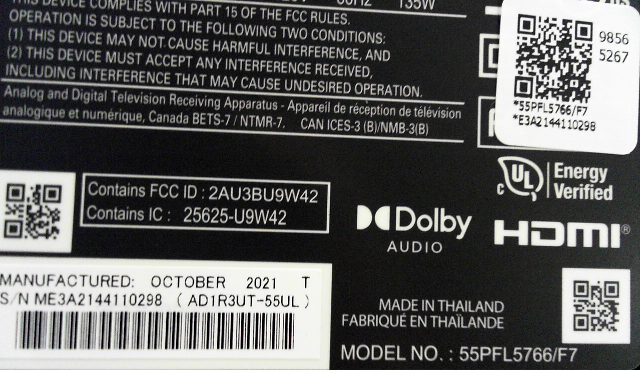 THIS DEVICE COMPLIES WITH PART 15 OF THE FCC RULES.
OPERATION IS SUBJECT TO THE FOLLOWING TWO CONDITIONS:
(1) THIS DEVICE MAY NOT CAUSE HARMFUL INTERFERENCE, AND
(2) THIS DEVICE MUST ACCEPT ANY INTERFERENCE RECEIVED,
INCLUDING INTERFERENCE THAT MAY CAUSE UNDESIRED OPERATION.
135W
Analog and Digital Television Receiving Apparatus - Appareil de réception de télévision
analogique et numérique, Canada BETS-7 / NTMR-7. CAN ICES-3 (B)/NMB-3(B)
9856
5267
*55PFL5766/F7
*E3A2144110298
Contains FCC ID : 2AU3BU9W42
Contains IC : 25625-U9W42
c UL ® Energy
Verified
Dolby
AUDIO
HDMI®
MANUFACTURED: OCTOBER 2021 T
S/N ME3A2144110298 ( AD1R3UT-55UL )
MADE IN THAILAND
FABRIQUÉ EN THAÏLANDE
MODEL NO. : 55PFL5766/F7